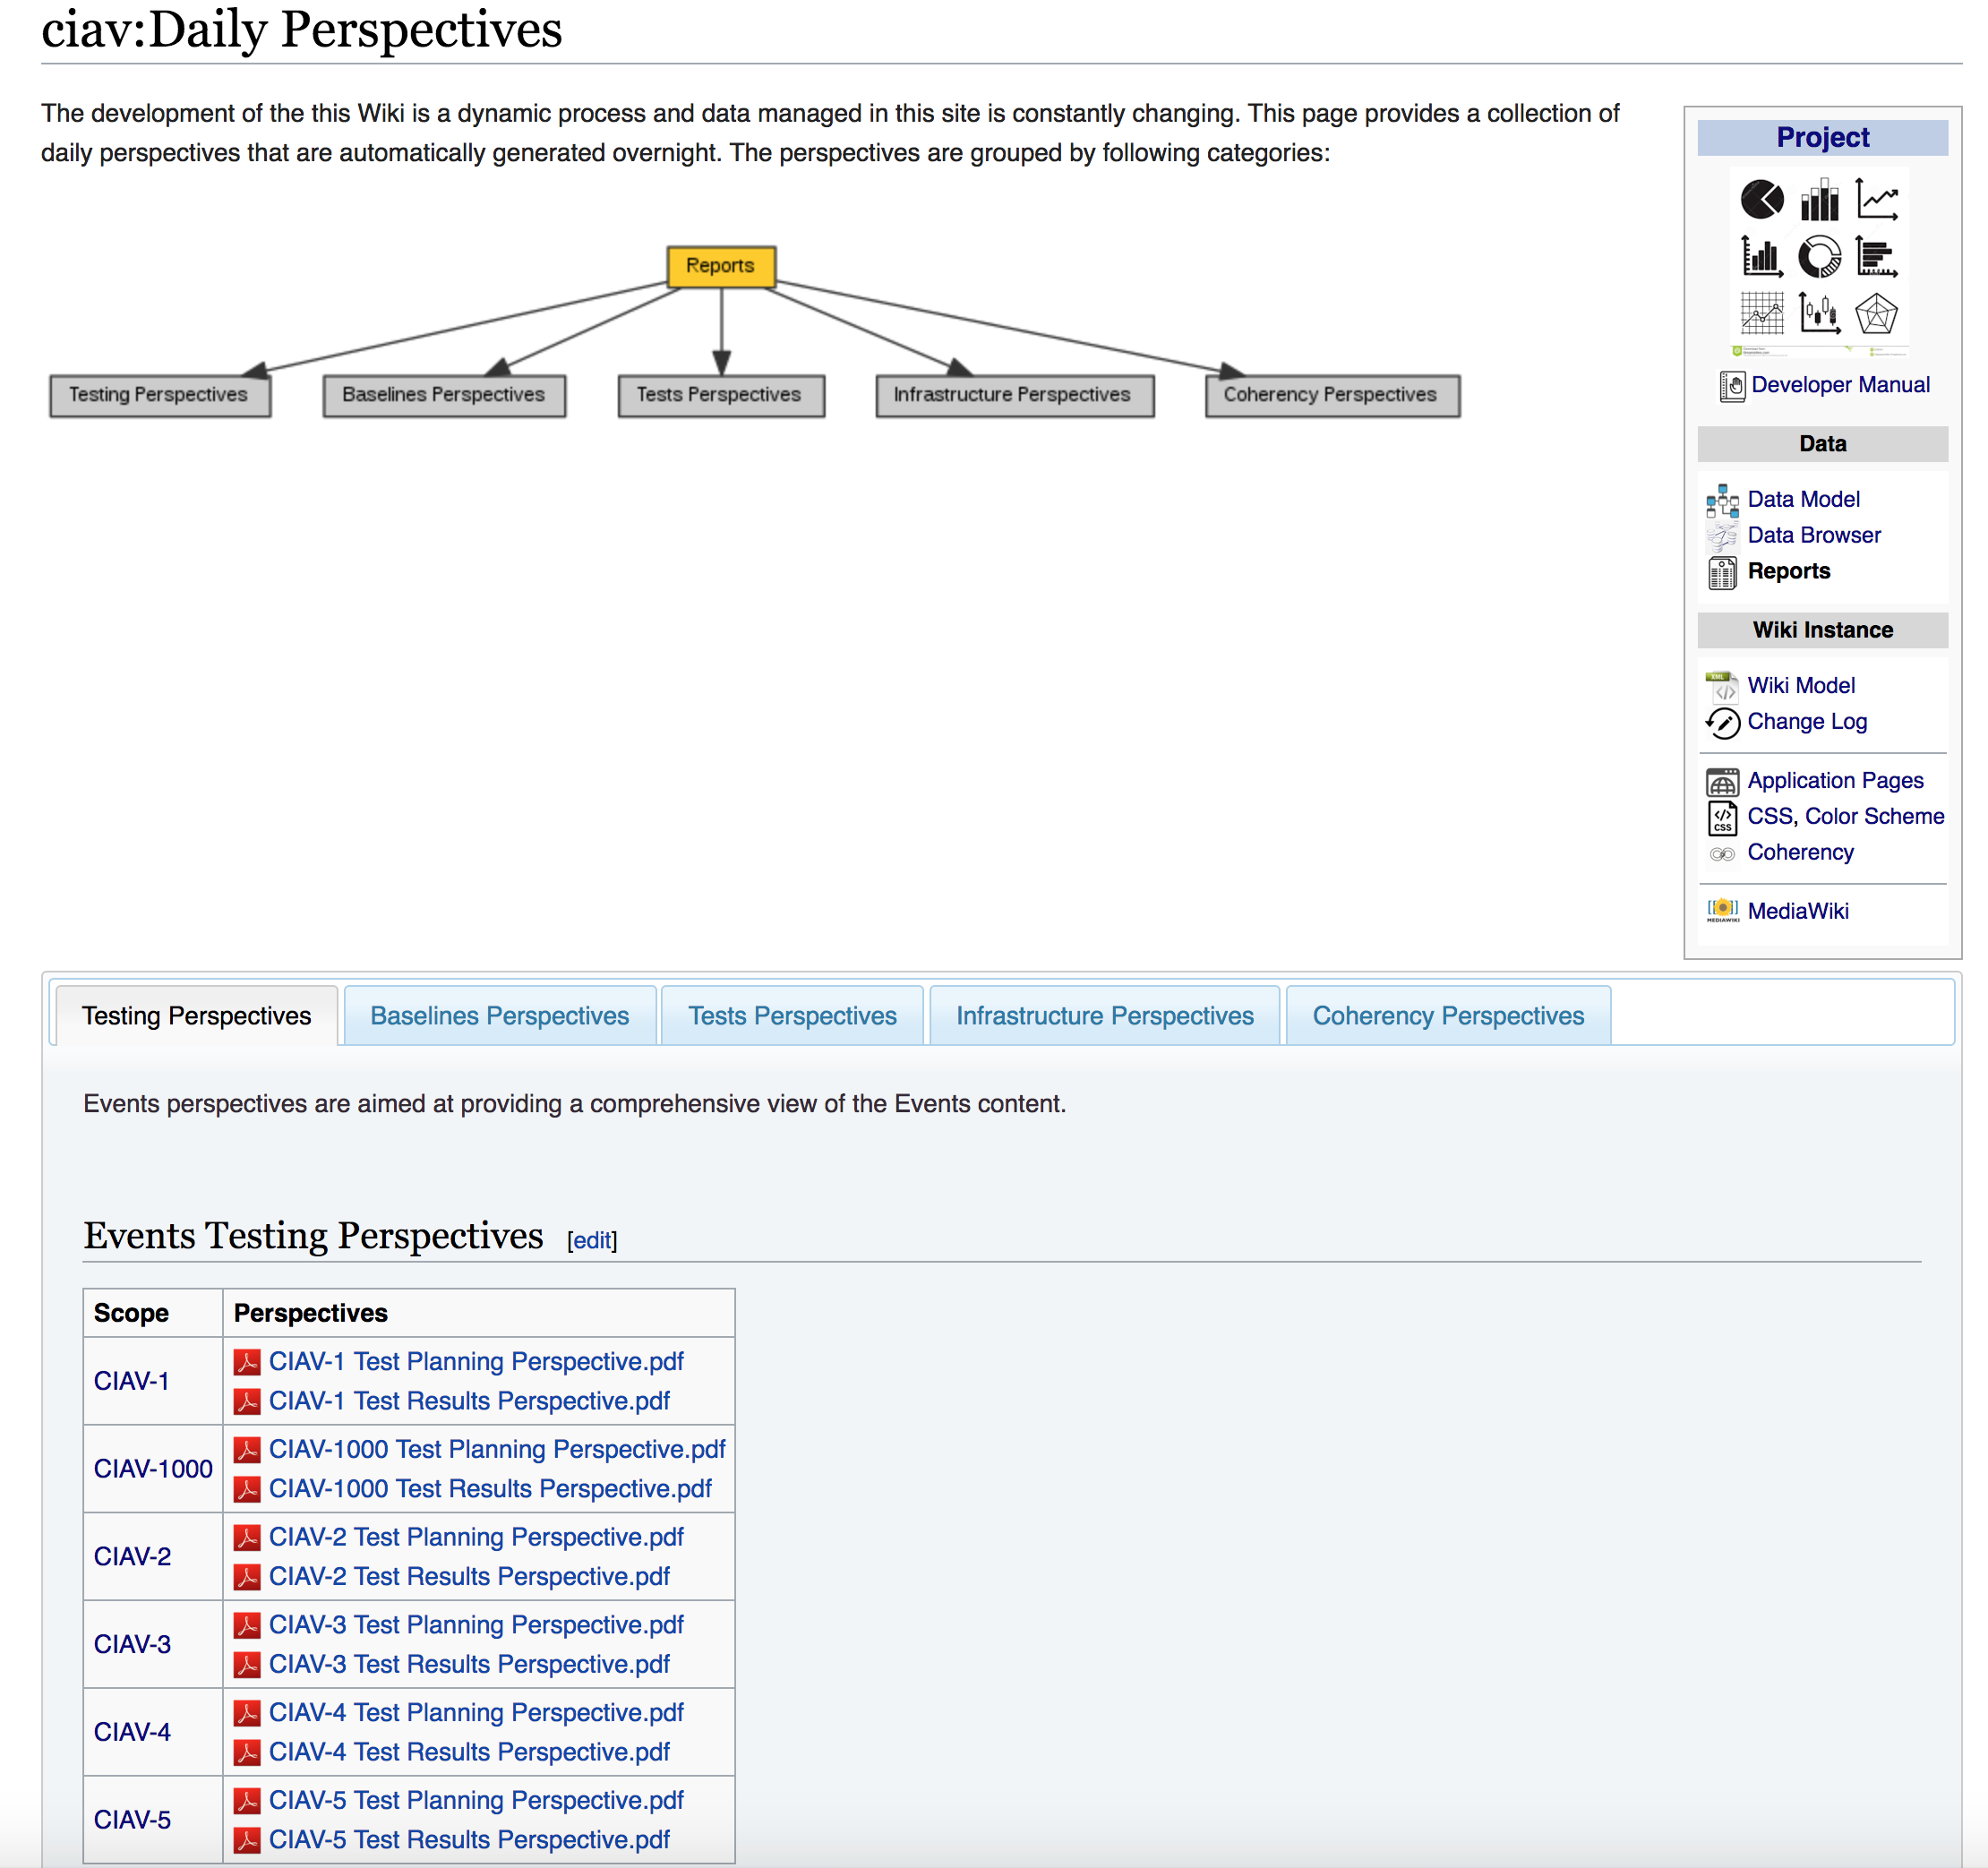 ciav:Daily Perspectives
The development of the this Wiki is a dynamic process and data managed in this site is constantly changing. This page provides a collection of
daily perspectives that are automatically generated overnight. The perspectives are grouped by following categories:
Reports
Testing Perspectives
Baselines Perspectives
Tests Perspectives
Infrastructure Perspectives
Coherency Perspectives
Project
Developer Manual
Data
Data Model
Data Browser
Reports
Wiki Instance
XML
Wiki Model
Change Log
Application Pages
CSS
CSS, Color Scheme
Coherency
MEDIAWIKI
MediaWiki
Testing Perspectives
Baselines Perspectives
Tests Perspectives
Infrastructure Perspectives
Coherency Perspectives
Events perspectives are aimed at providing a comprehensive view of the Events content.
Events Testing Perspectives [edit]
Scope Perspectives
CIAV-1
CIAV-1 Test Planning Perspective.pdf
CIAV-1 Test Results Perspective.pdf
CIAV-1000
CIAV-1000 Test Planning Perspective.pdf
CIAV-1000 Test Results Perspective.pdf
CIAV-2
CIAV-2 Test Planning Perspective.pdf
CIAV-2 Test Results Perspective.pdf
CIAV-3
CIAV-3 Test Planning Perspective.pdf
CIAV-3 Test Results Perspective.pdf
CIAV-4
CIAV-4 Test Planning Perspective.pdf
CIAV-4 Test Results Perspective.pdf
CIAV-5
CIAV-5 Test Planning Perspective.pdf
CIAV-5 Test Results Perspective.pdf